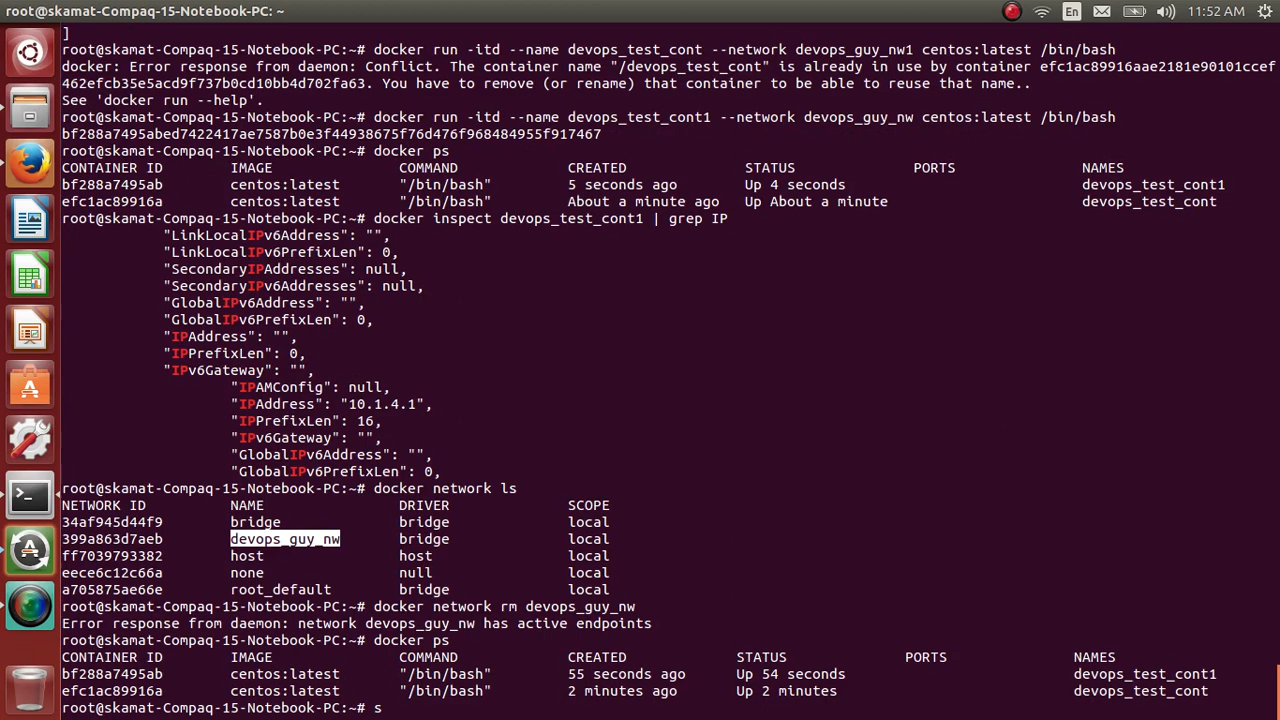 root@skamat-Compaq-15-Notebook-PC: ~
En
11:52 AM
]
root@skamat-Compaq-15-Notebook-PC:~# docker run -itd --name devops_test_cont --network devops_guy_nw1 centos:latest /bin/bash
docker: Error response from daemon: Conflict. The container name "/devops_test_cont" is already in use by container efc1ac89916aae2181e90101ccef
462efcb35e5acd9f737b0cd10bb4d702fa63. You have to remove (or rename) that container to be able to reuse that name..
See 'docker run --help'.
root@skamat-Compaq-15-Notebook-PC:~# docker run -itd --name devops_test_cont1 --network devops_guy_nw centos:latest /bin/bash
bf288a7495abed7422417ae7587b0e3f44938675f76d476f968484955f917467
root@skamat-Compaq-15-Notebook-PC:~# docker ps
CONTAINER ID IMAGE COMMAND CREATED STATUS PORTS NAMES
bf288a7495ab centos:latest "/bin/bash" 5 seconds ago Up 4 seconds devops_test_cont1
efc1ac89916a centos:latest "/bin/bash" About a minute ago Up About a minute devops_test_cont
root@skamat-Compaq-15-Notebook-PC:~# docker inspect devops_test_cont1 | grep IP
"LinkLocalIPv6Address": "",
"LinkLocalIPv6PrefixLen": 0,
"SecondaryIPAddresses": null,
"SecondaryIPv6Addresses": null,
"GlobalIPv6Address": "",
"GlobalIPv6PrefixLen": 0,
"IPAddress": "",
"IPPrefixLen": 0,
"IPv6Gateway": "",
"IPAMConfig": null,
"IPAddress": "10.1.4.1",
"IPPrefixLen": 16,
"IPv6Gateway": "",
"GlobalIPv6Address": "",
"GlobalIPv6PrefixLen": 0,
root@skamat-Compaq-15-Notebook-PC:~# docker network ls
NETWORK ID NAME DRIVER SCOPE
34af945d44f9 bridge bridge local
399a863d7aeb devops_guy_nw bridge local
ff7039793382 host host local
eece6c12c66a none null local
a705875ae66e root_default bridge local
root@skamat-Compaq-15-Notebook-PC:~# docker network rm devops_guy_nw
Error response from daemon: network devops_guy_nw has active endpoints
root@skamat-Compaq-15-Notebook-PC:~# docker ps
CONTAINER ID IMAGE COMMAND CREATED STATUS PORTS NAMES
bf288a7495ab centos:latest "/bin/bash" 55 seconds ago Up 54 seconds devops_test_cont1
efc1ac89916a centos:latest "/bin/bash" 2 minutes ago Up 2 minutes devops_test_cont
root@skamat-Compaq-15-Notebook-PC:~# s